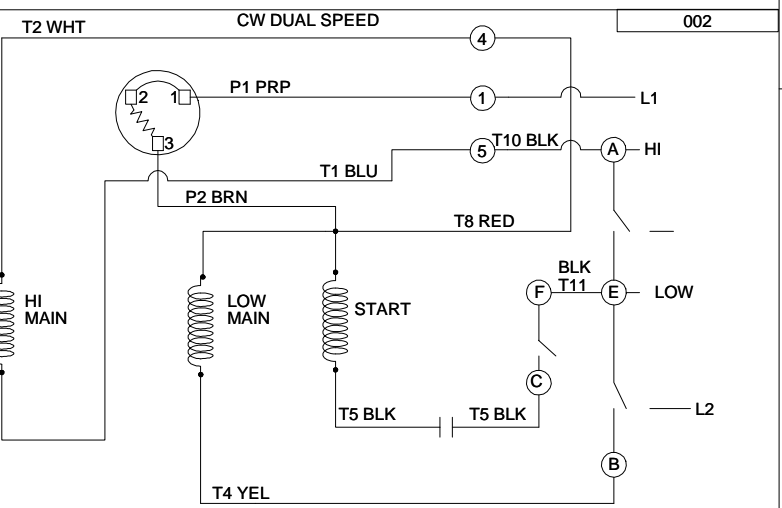 T2 WHT
CW DUAL SPEED
002
4
2
1
P1 PRP
1
L1
3
5
T10 BLK
A
HI
T1 BLU
P2 BRN
T8 RED
BLK
T11
F
E
LOW
HI
MAIN
LOW
MAIN
START
C
T5 BLK
T5 BLK
L2
B
T4 YEL